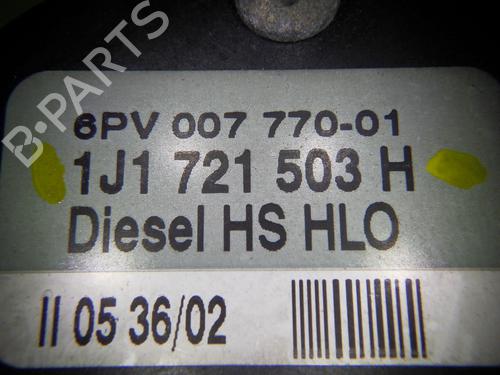 B-PARTS
6PV 007 770-01
1J1 721 503 H
Diesel HS HLO
II 05 36/02